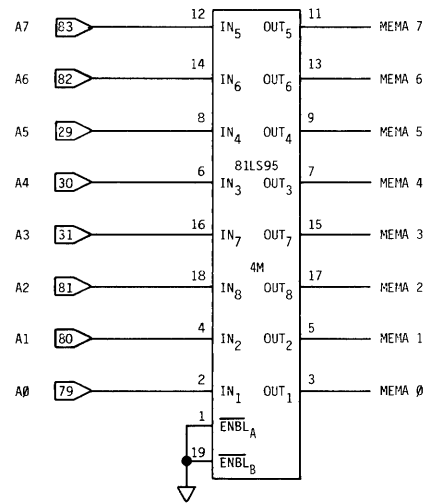 A7 83 12 IN5 OUT5 11 MEMA 7
A6 82 14 IN6 OUT6 13 MEMA 6
A5 29 8 IN4 OUT4 9 MEMA 5
81LS95
A4 30 6 IN3 OUT3 7 MEMA 4
A3 31 16 IN7 OUT7 15 MEMA 3
4M
A2 81 18 IN8 OUT8 17 MEMA 2
A1 80 4 IN2 OUT2 5 MEMA 1
AØ 79 2 IN1 OUT1 3 MEMA Ø
1 ENBLA
19 ENBLB